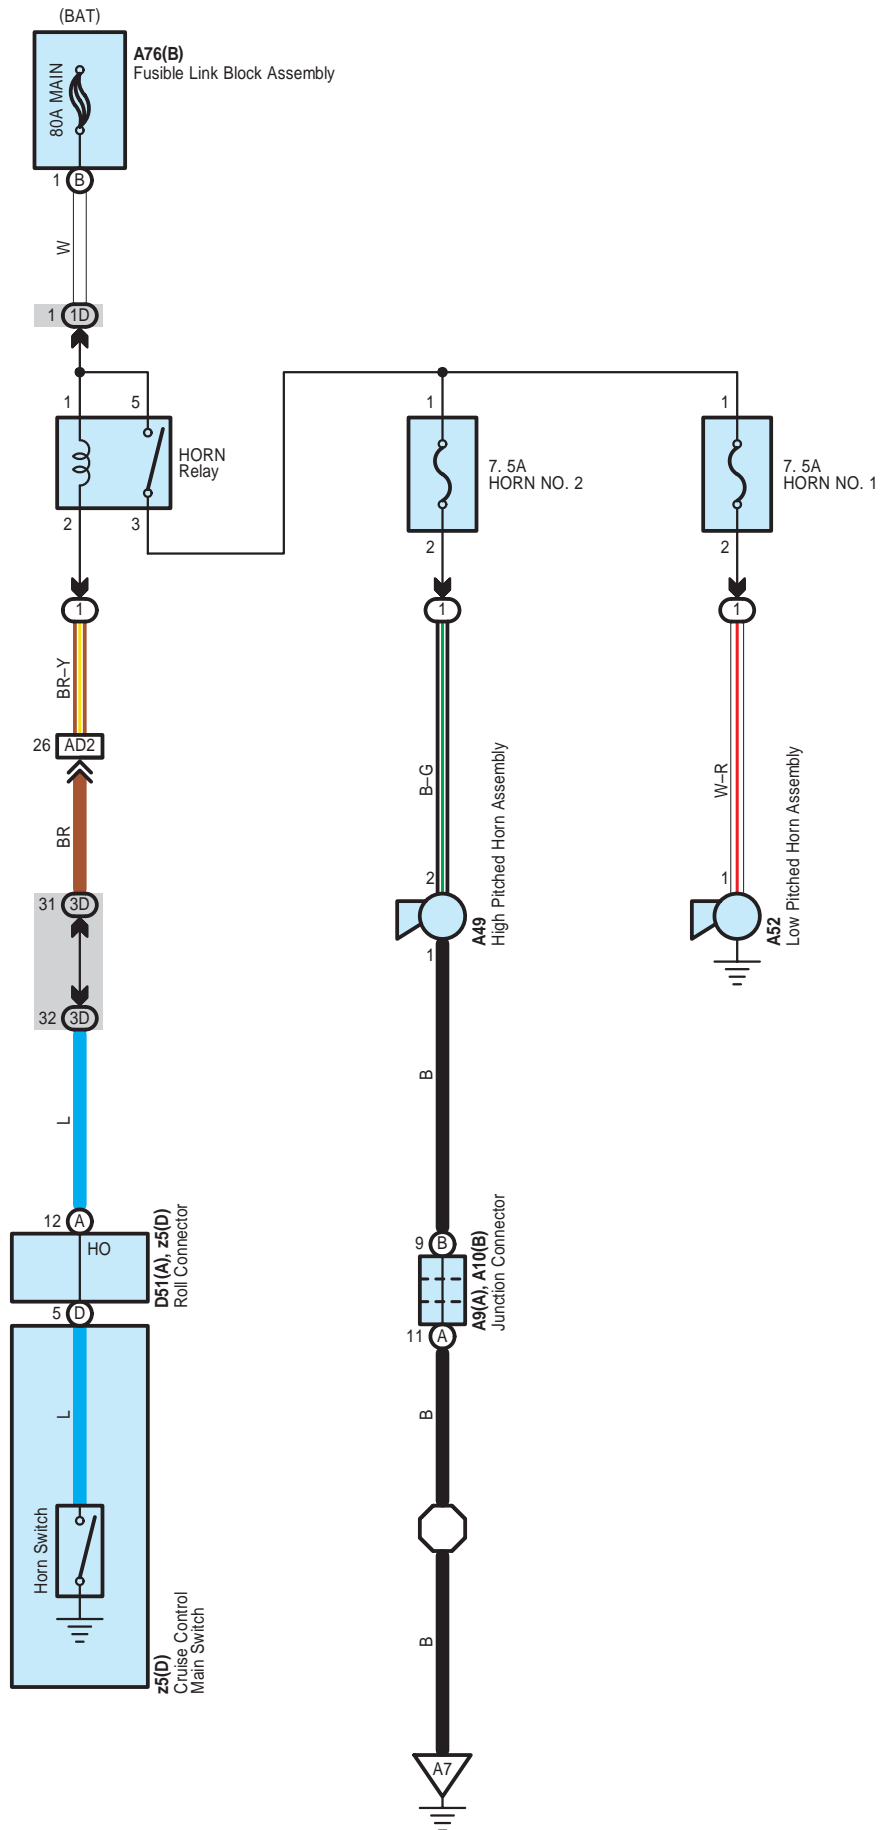 (BAT)
A76(B)
Fusible Link Block Assembly
80A MAIN
1 B
W
1 1D
1 5
HORN
Relay
2 3
1
7. 5A
HORN NO. 2
2
1
7. 5A
HORN NO. 1
2
1
1
1
BR–Y
26 AD2
BR
31 3D
32 3D
L
12 A
HO
D51(A), z5(D)
Roll Connector
5 D
L
Horn Switch
z5(D)
Cruise Control
Main Switch
B–G
2
A49
High Pitched Horn Assembly
1
B
9 B
A9(A), A10(B)
Junction Connector
11 A
B
B
A7
W–R
1
A52
Low Pitched Horn Assembly